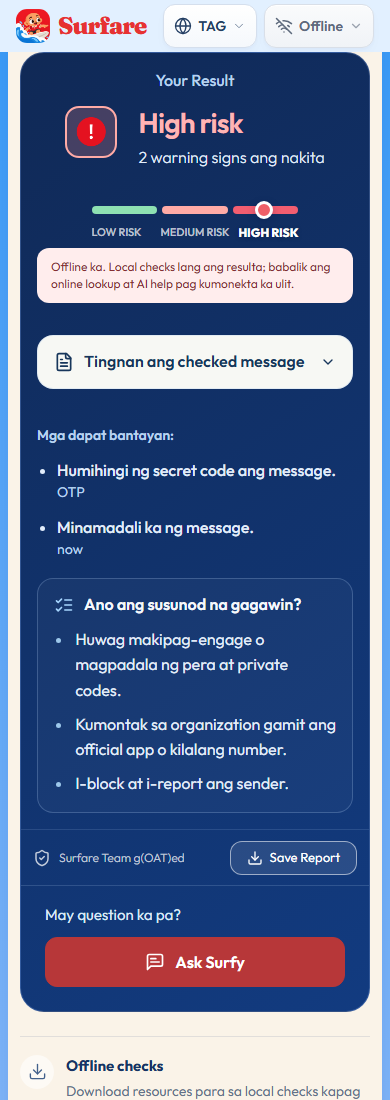 Surfare
TAG
Offline
Your Result
High risk
2 warning signs ang nakita
LOW RISK
MEDIUM RISK
HIGH RISK
Offline ka. Local checks lang ang resulta; babalik ang
online lookup at AI help pag kumonekta ka ulit.
Tingnan ang checked message
Mga dapat bantayan:
Humihingi ng secret code ang message.
OTP
Minamadali ka ng message.
now
Ano ang susunod na gagawin?
Huwag makipag-engage o
magpadala ng pera at private
codes.
Kumontak sa organization gamit ang
official app o kilalang number.
I-block at i-report ang sender.
Surfare Team g(OAT)ed
Save Report
May question ka pa?
Ask Surfy
Offline checks
Download resources para sa local checks kapag